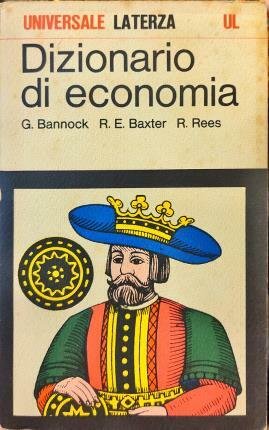 UNIVERSALE LATERZA UL
Dizionario
di economia
G. Bannock R. E. Baxter R. Rees